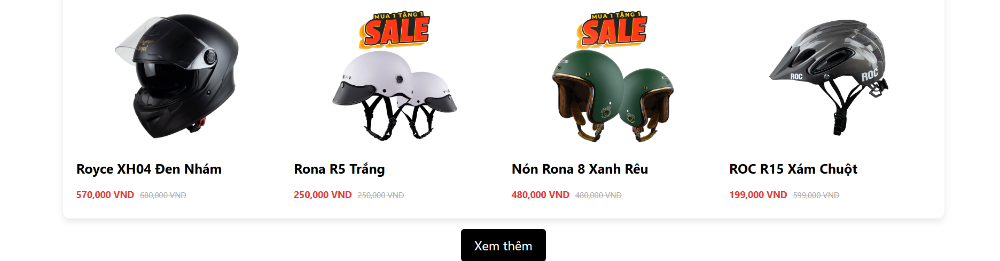 MUA 1 TẶNG 1
SALE
MUA 1 TẶNG 1
SALE
Royce
ROC
ROC
Royce XH04 Đen Nhám
Rona R5 Trắng
Nón Rona 8 Xanh Rêu
ROC R15 Xám Chuột
570,000 VND 680,000 VND
250,000 VND 250,000 VND
480,000 VND 480,000 VND
199,000 VND 599,000 VND
Xem thêm